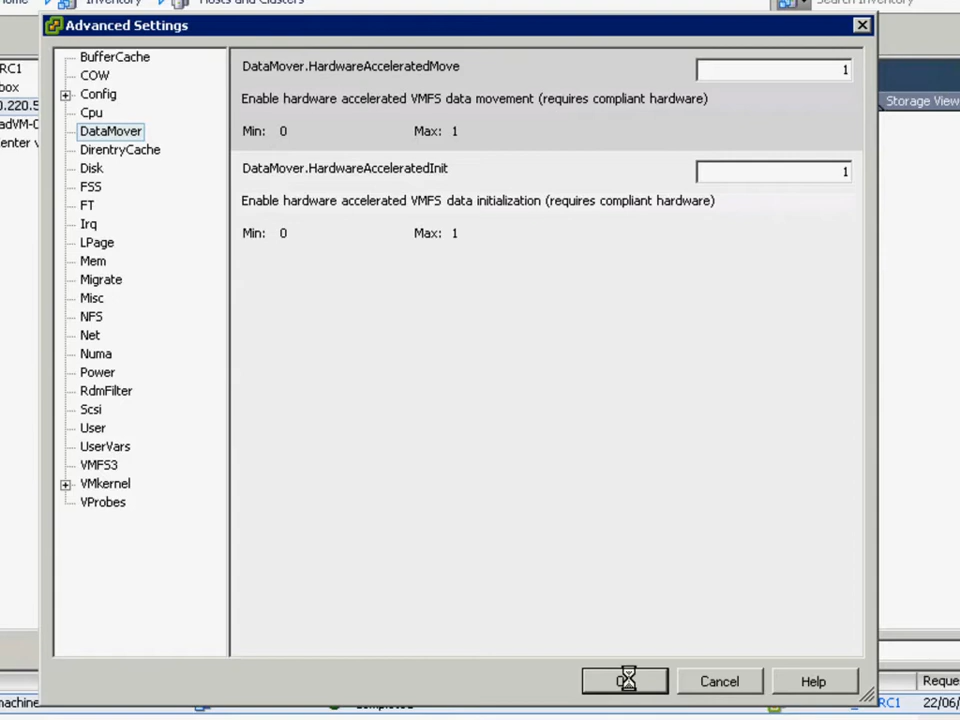 Inventory
Hosts and Clusters
Search Inventory
Advanced Settings
RC1
box
0.220.5
Storage View
BufferCache
COW
Config
Cpu
DataMover
DirentryCache
Disk
FSS
FT
Irq
LPage
Mem
Migrate
Misc
NFS
Net
Numa
Power
RdmFilter
Scsi
User
UserVars
VMFS3
VMkernel
VProbes
DataMover.HardwareAcceleratedMove
1
Enable hardware accelerated VMFS data movement (requires compliant hardware)
Min: 0 Max: 1
DataMover.HardwareAcceleratedInit
1
Enable hardware accelerated VMFS data initialization (requires compliant hardware)
Min: 0 Max: 1
Cancel
Help
Reque
machine
RC1
22/06/